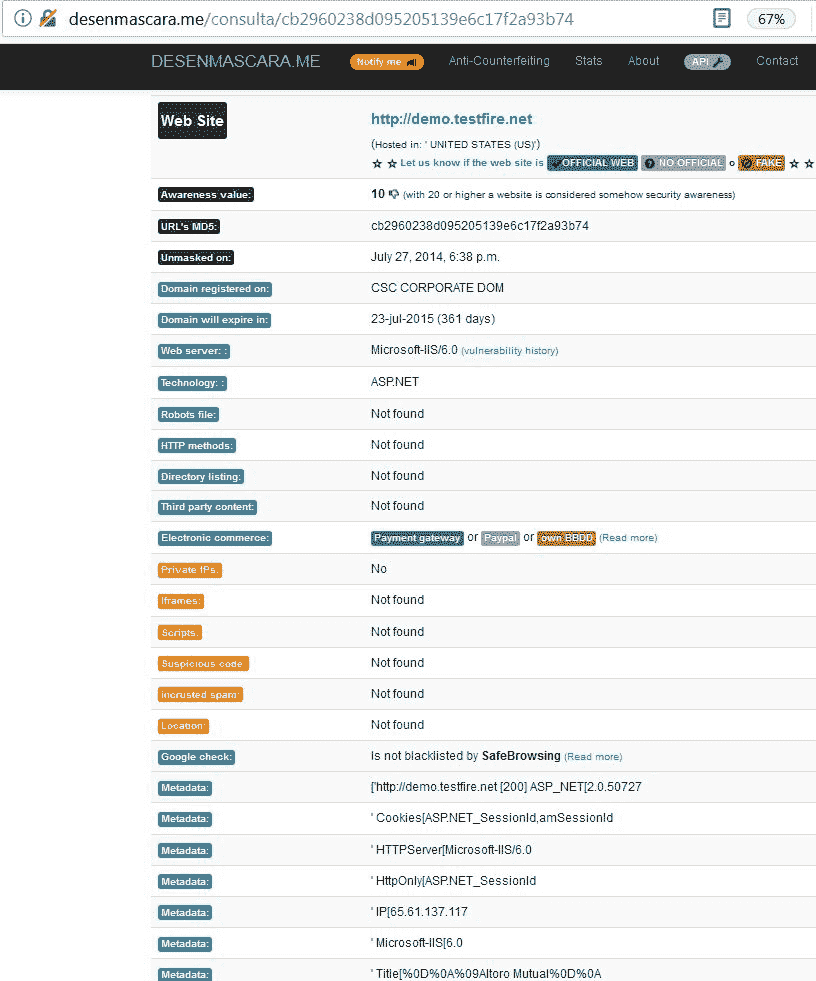 desenmascara.me/consulta/cb2960238d095205139e6c17f2a93b74 67%
DESENMASCARA.ME Notify me Anti-Counterfeiting Stats About API Contact
Web Site http://demo.testfire.net
(Hosted in: ' UNITED STATES (US)')
Let us know if the web site is OFFICIAL WEB NO OFFICIAL o FAKE
Awareness value: 10 (with 20 or higher a website is considered somehow security awareness)
URL's MD5: cb2960238d095205139e6c17f2a93b74
Unmasked on: July 27, 2014, 6:38 p.m.
Domain registered on: CSC CORPORATE DOM
Domain will expire in: 23-jul-2015 (361 days)
Web server: : Microsoft-IIS/6.0 (vulnerability history)
Technology: : ASP.NET
Robots file: Not found
HTTP methods: Not found
Directory listing: Not found
Third party content: Not found
Electronic commerce: Payment gateway or Paypal or own BBDD (Read more)
Private IPs: No
Iframes: Not found
Scripts: Not found
Suspicious code: Not found
incrusted spam: Not found
Location: Not found
Google check: is not blacklisted by SafeBrowsing (Read more)
Metadata: ['http://demo.testfire.net [200] ASP_NET[2.0.50727
Metadata: ' Cookies[ASP.NET_SessionId,amSessionId
Metadata: ' HTTPServer[Microsoft-IIS/6.0
Metadata: ' HttpOnly[ASP.NET_SessionId
Metadata: ' IP[65.61.137.117
Metadata: ' Microsoft-IIS[6.0
Metadata: ' Title[%0D%0A%09Altoro Mutual%0D%0A